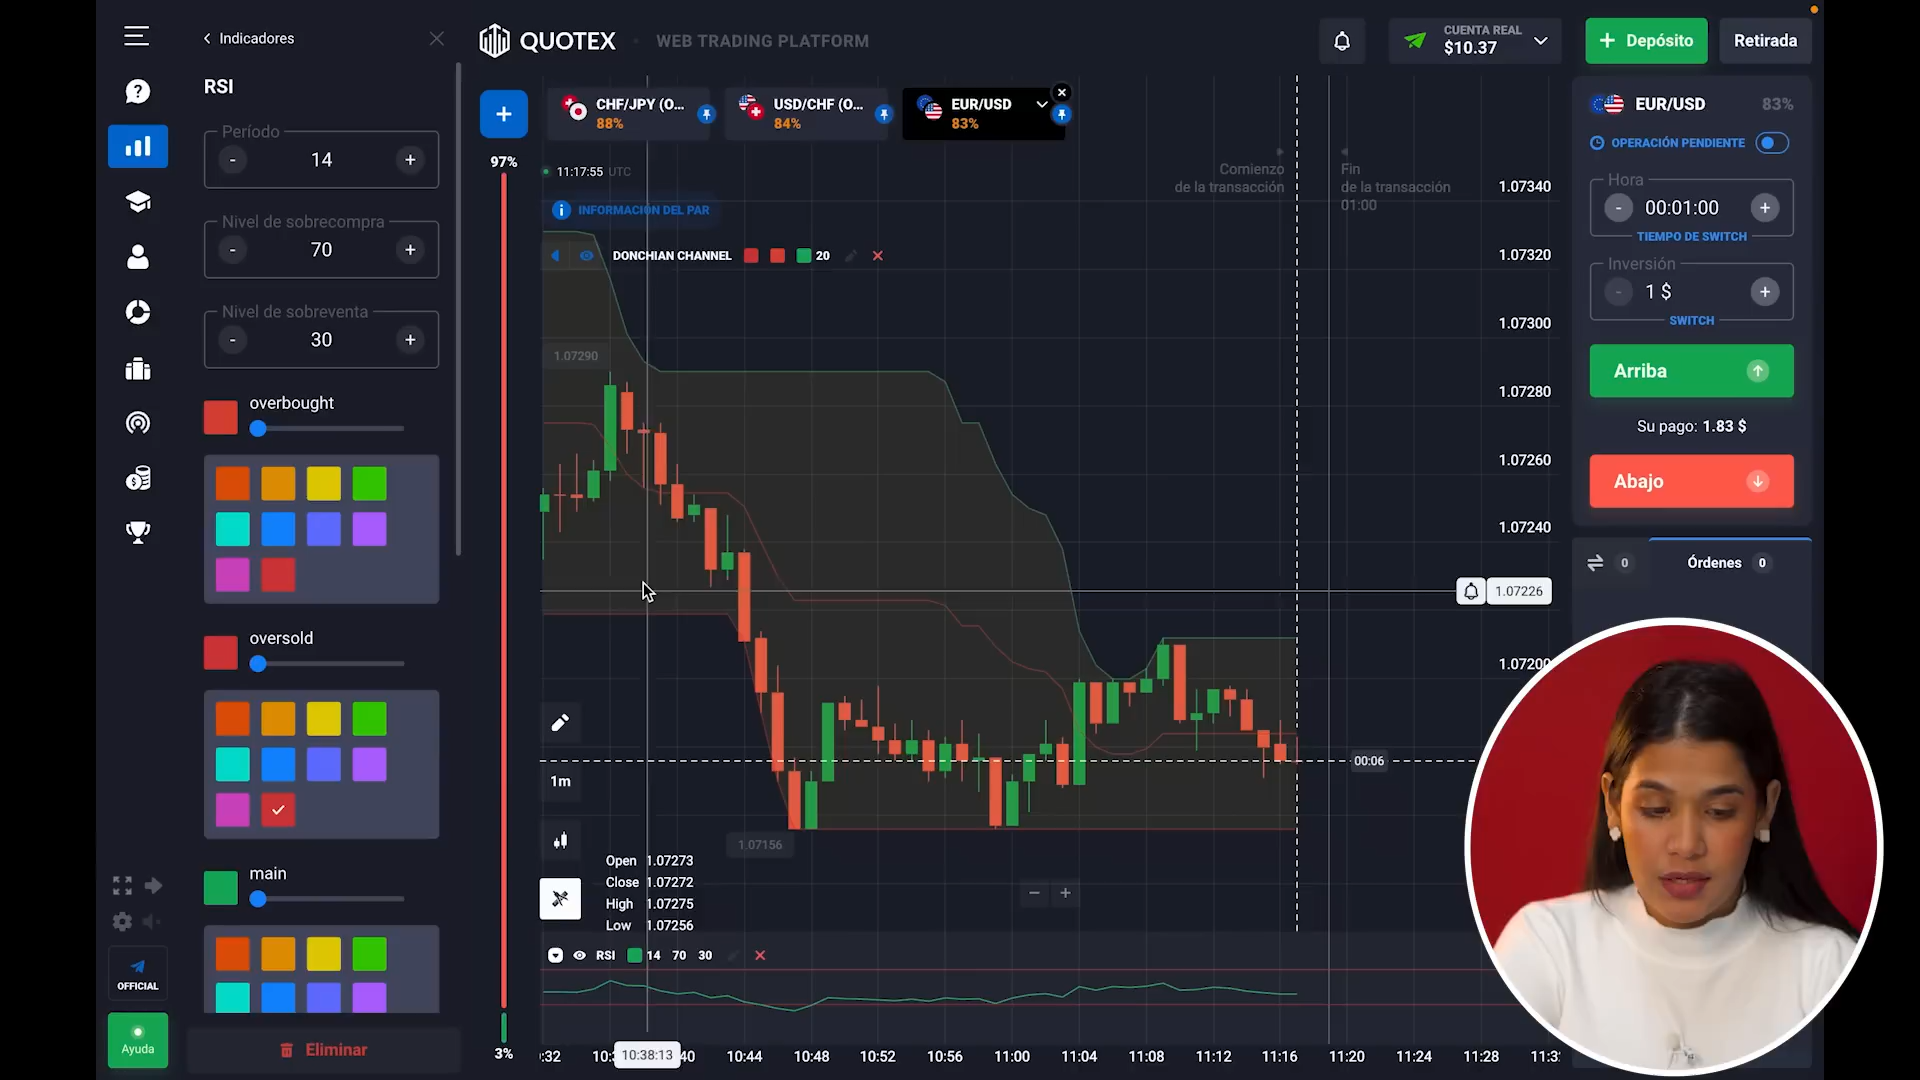 Indicadores
RSI
Período
- 14 +
Nivel de sobrecompra
- 70 +
Nivel de sobreventa
- 30 +
overbought
oversold
main
Eliminar
OFFICIAL
Ayuda
QUOTEX
WEB TRADING PLATFORM
CUENTA REAL
$10.37
+ Depósito
Retirada
+
CHF/JPY (O...
88%
USD/CHF (O...
84%
EUR/USD
83%
97%
3%
11:17:55 UTC
INFORMACIÓN DEL PAR
DONCHIAN CHANNEL 20
Comienzo
de la transacción
Fin
de la transacción
01:00
1.07340
1.07320
1.07300
1.07280
1.07260
1.07240
1.07226
1.07200
1.07290
1.07156
00:06
1m
Open 1.07273
Close 1.07272
High 1.07275
Low 1.07256
- +
RSI 14 70 30
:32
10:
10:38:13
40
10:44
10:48
10:52
10:56
11:00
11:04
11:08
11:12
11:16
11:20
11:24
11:28
11:3
EUR/USD 83%
OPERACIÓN PENDIENTE
Hora
- 00:01:00 +
TIEMPO DE SWITCH
Inversión
- 1 $ +
SWITCH
Arriba
Su pago: 1.83 $
Abajo
0
Órdenes 0